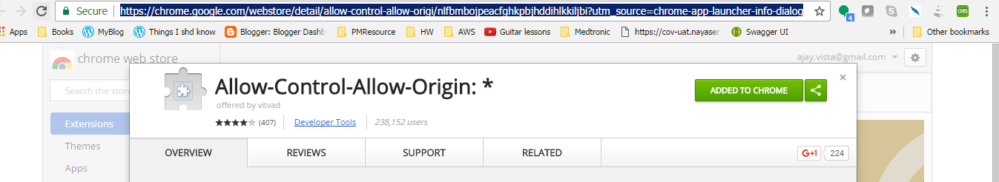 Secure https://chrome.google.com/webstore/detail/allow-control-allow-origi/nlfbmbojpeacfghkpbjhddihlkkiljbi?utm_source=chrome-app-launcher-info-dialog 4 CORS
Apps Books MyBlog Things I shd know Blogger: Blogger Dashb PMResource HW AWS Guitar lessons Medtronic https://cov-uat.nayaser Swagger UI » Other bookmarks
chrome web store ajay.vista@gmail.com
Allow-Control-Allow-Origin: * ADDED TO CHROME ×
Search the store
offered by vitvad
(407) Developer Tools 238,152 users
Extensions
Themes
OVERVIEW REVIEWS SUPPORT RELATED G+1 224
Apps